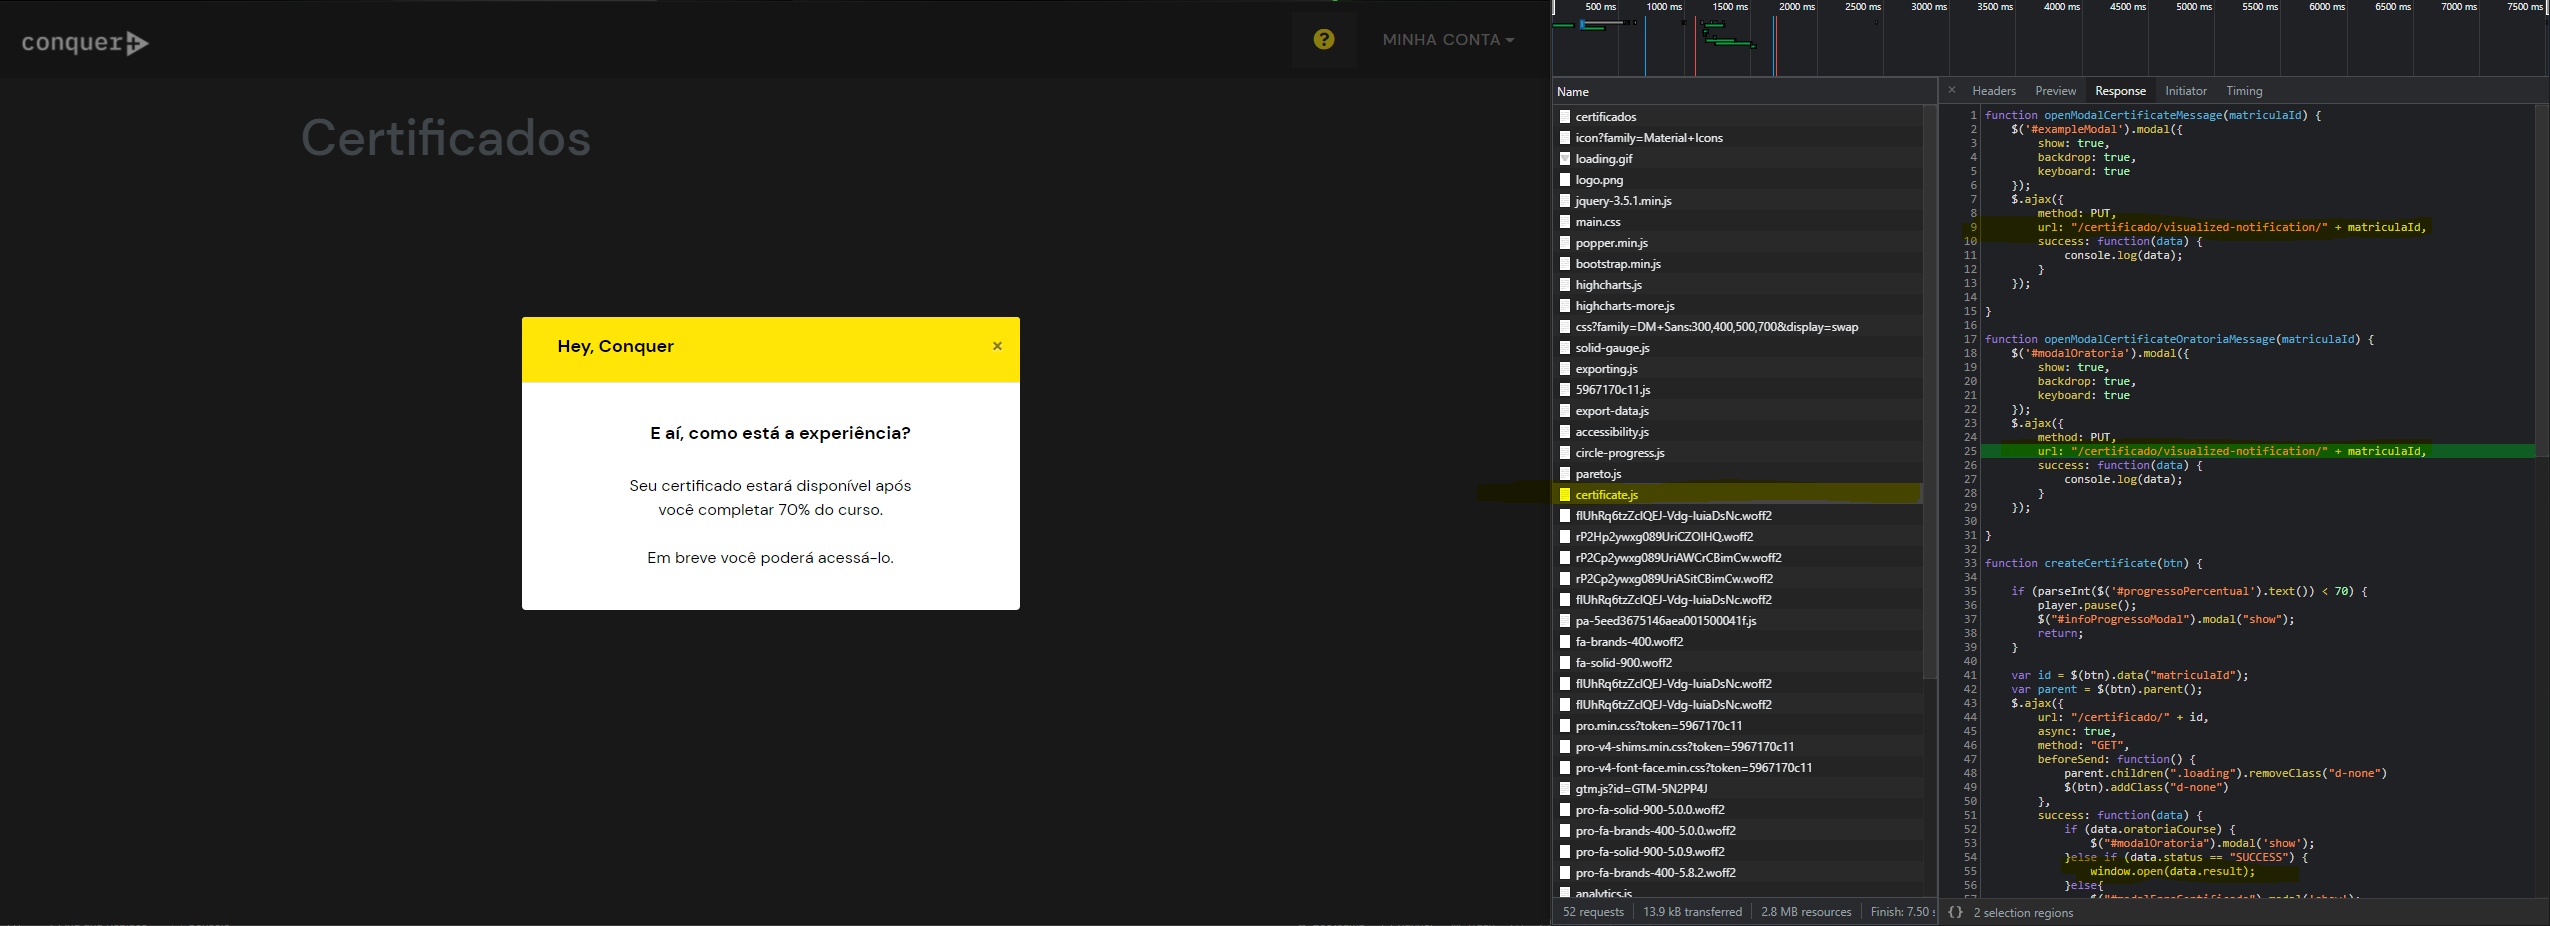 conquer
?
MINHA CONTA
Certificados
Hey, Conquer
×
E aí, como está a experiência?
Seu certificado estará disponível após
você completar 70% do curso.
Em breve você poderá acessá-lo.
500 ms 1000 ms 1500 ms 2000 ms 2500 ms 3000 ms 3500 ms 4000 ms 4500 ms 5000 ms 5500 ms 6000 ms 6500 ms 7000 ms 7500 ms
Name
certificados
icon?family=Material+Icons
loading.gif
logo.png
jquery-3.5.1.min.js
main.css
popper.min.js
bootstrap.min.js
highcharts.js
highcharts-more.js
css?family=DM+Sans:300,400,500,700&display=swap
solid-gauge.js
exporting.js
5967170c11.js
export-data.js
accessibility.js
circle-progress.js
pareto.js
certificate.js
flUhRq6tzZclQEJ-Vdg-IuiaDsNc.woff2
rP2Hp2ywxg089UriCZOIHQ.woff2
rP2Cp2ywxg089UriAWCrCBimCw.woff2
rP2Cp2ywxg089UriASitCBimCw.woff2
flUhRq6tzZclQEJ-Vdg-IuiaDsNc.woff2
pa-5eed3675146aea001500041f.js
fa-brands-400.woff2
fa-solid-900.woff2
flUhRq6tzZclQEJ-Vdg-IuiaDsNc.woff2
flUhRq6tzZclQEJ-Vdg-IuiaDsNc.woff2
pro.min.css?token=5967170c11
pro-v4-shims.min.css?token=5967170c11
pro-v4-font-face.min.css?token=5967170c11
gtm.js?id=GTM-5N2PP4J
pro-fa-solid-900-5.0.0.woff2
pro-fa-brands-400-5.0.0.woff2
pro-fa-solid-900-5.0.9.woff2
pro-fa-brands-400-5.8.2.woff2
analytics.js
52 requests 13.9 kB transferred 2.8 MB resources Finish: 7.50
× Headers Preview Response Initiator Timing
1 function openModalCertificateMessage(matriculaId) {
2 $('#exampleModal').modal({
3 show: true,
4 backdrop: true,
5 keyboard: true
6 });
7 $.ajax({
8 method: PUT,
9 url: "/certificado/visualized-notification/" + matriculaId,
10 success: function(data) {
11 console.log(data);
12 }
13 });
14
15 }
16
17 function openModalCertificateOratoriaMessage(matriculaId) {
18 $('#modalOratoria').modal({
19 show: true,
20 backdrop: true,
21 keyboard: true
22 });
23 $.ajax({
24 method: PUT,
25 url: "/certificado/visualized-notification/" + matriculaId,
26 success: function(data) {
27 console.log(data);
28 }
29 });
30
31 }
32
33 function createCertificate(btn) {
34
35 if (parseInt($('#progressoPercentual').text()) < 70) {
36 player.pause();
37 $("#infoProgressoModal").modal("show");
38 return;
39 }
40
41 var id = $(btn).data("matriculaId");
42 var parent = $(btn).parent();
43 $.ajax({
44 url: "/certificado/" + id,
45 async: true,
46 method: "GET",
47 beforeSend: function() {
48 parent.children(".loading").removeClass("d-none")
49 $(btn).addClass("d-none")
50 },
51 success: function(data) {
52 if (data.oratoriaCourse) {
53 $("#modalOratoria").modal('show');
54 }else if (data.status == "SUCCESS") {
55 window.open(data.result);
56 }else{
{} 2 selection regions